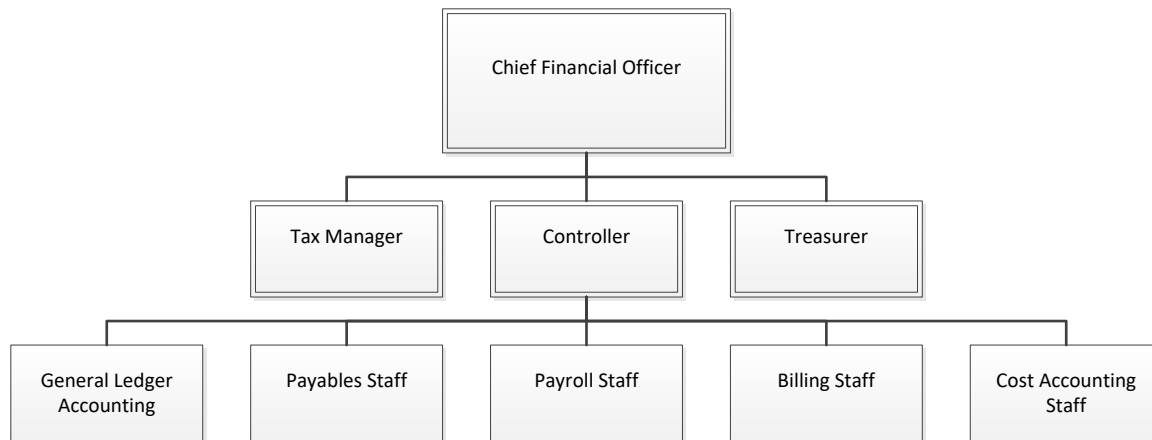 Chief Financial Officer
Tax Manager
Controller
Treasurer
General Ledger
Accounting
Payables Staff
Payroll Staff
Billing Staff
Cost Accounting
Staff